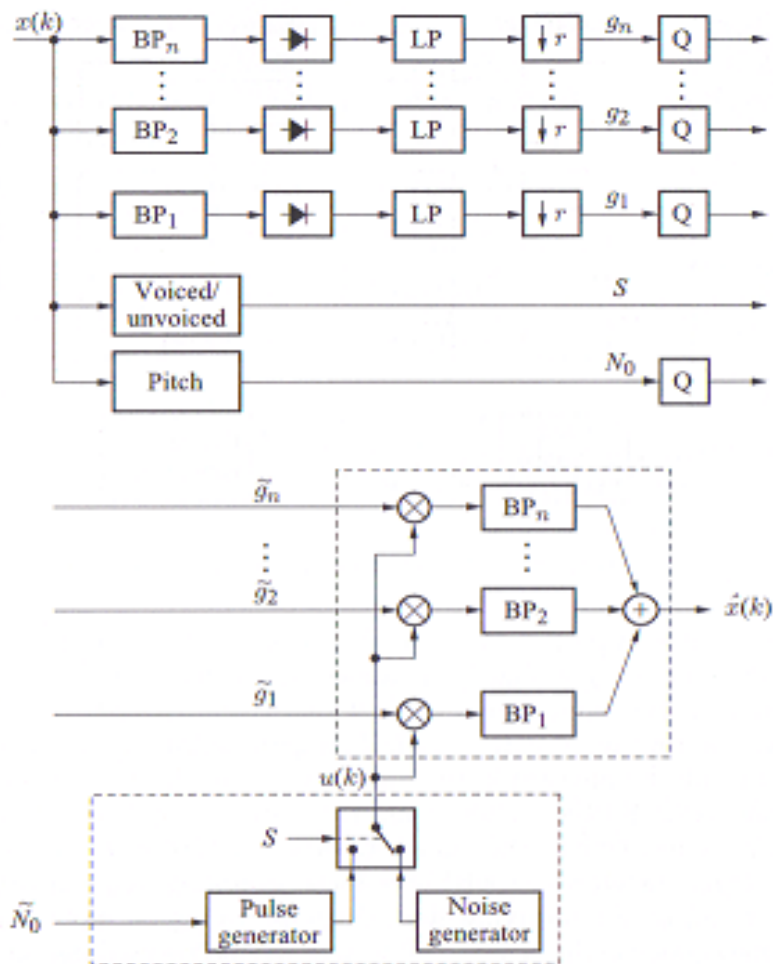 x(k) BPₙ LP ↓ r gₙ Q
BP₂ LP ↓ r g₂ Q
BP₁ LP ↓ r g₁ Q
Voiced/
unvoiced S
Pitch N₀ Q
g̃ₙ BPₙ
g̃₂ BP₂ + x̂(k)
g̃₁ BP₁
u(k)
S
Ñ₀ Pulse
generator
Noise
generator